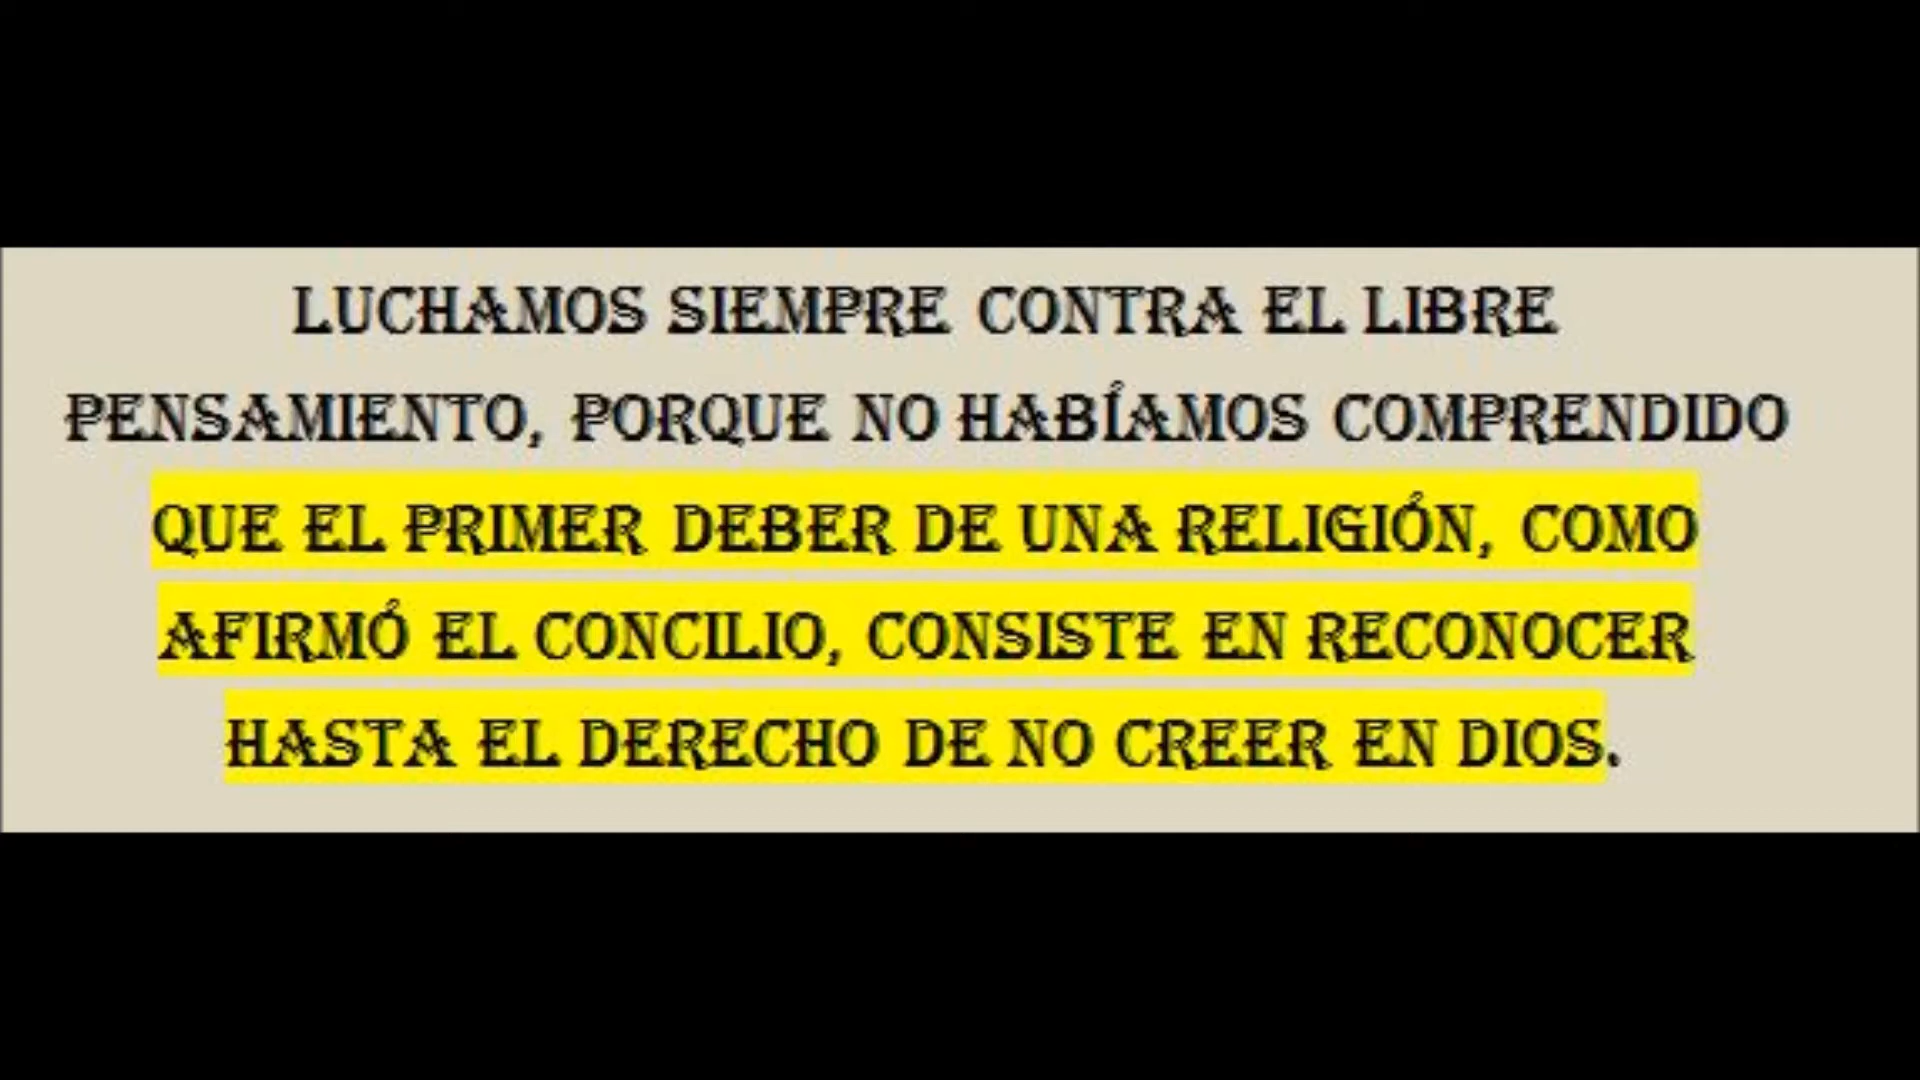 LUCHAMOS SIEMPRE CONTRA EL LIBRE
PENSAMIENTO, PORQUE NO HABÍAMOS COMPRENDIDO
QUE EL PRIMER DEBER DE UNA RELIGIÓN, COMO
AFIRMÓ EL CONCILIO, CONSISTE EN RECONOCER
HASTA EL DERECHO DE NO CREER EN DIOS.